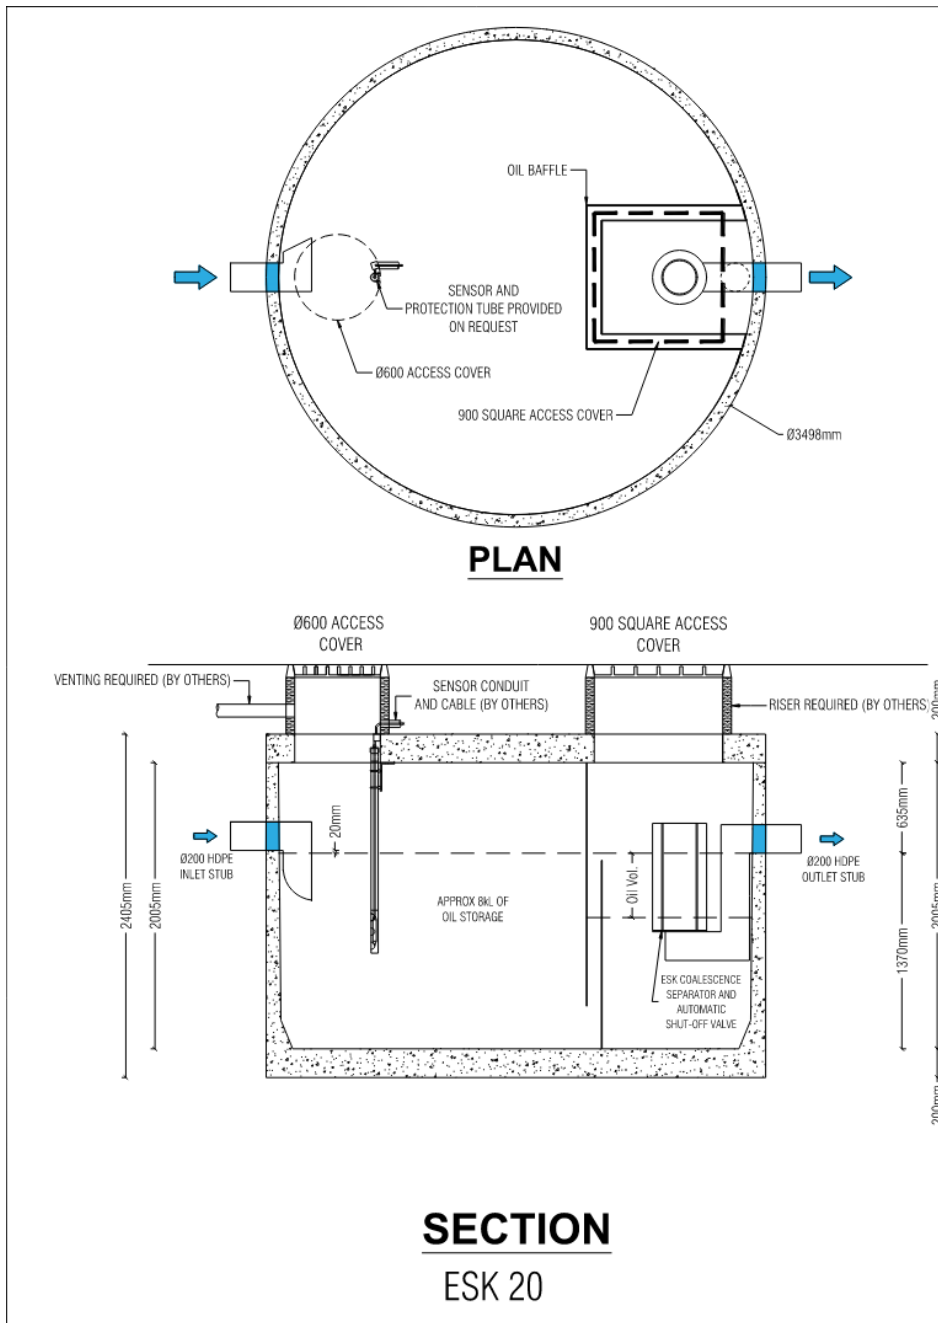 OIL BAFFLE
SENSOR AND
PROTECTION TUBE PROVIDED
ON REQUEST
Ø600 ACCESS COVER
900 SQUARE ACCESS COVER
Ø3498mm
PLAN
Ø600 ACCESS
COVER
900 SQUARE ACCESS
COVER
VENTING REQUIRED (BY OTHERS)
SENSOR CONDUIT
AND CABLE (BY OTHERS)
RISER REQUIRED (BY OTHERS)
200mm
20mm
635mm
Ø200 HDPE
INLET STUB
Ø200 HDPE
OUTLET STUB
2405mm
2005mm
APPROX 8kL OF
OIL STORAGE
Oil Vol.
1370mm
2005mm
ESK COALESCENCE
SEPARATOR AND
AUTOMATIC
SHUT-OFF VALVE
200mm
SECTION
ESK 20